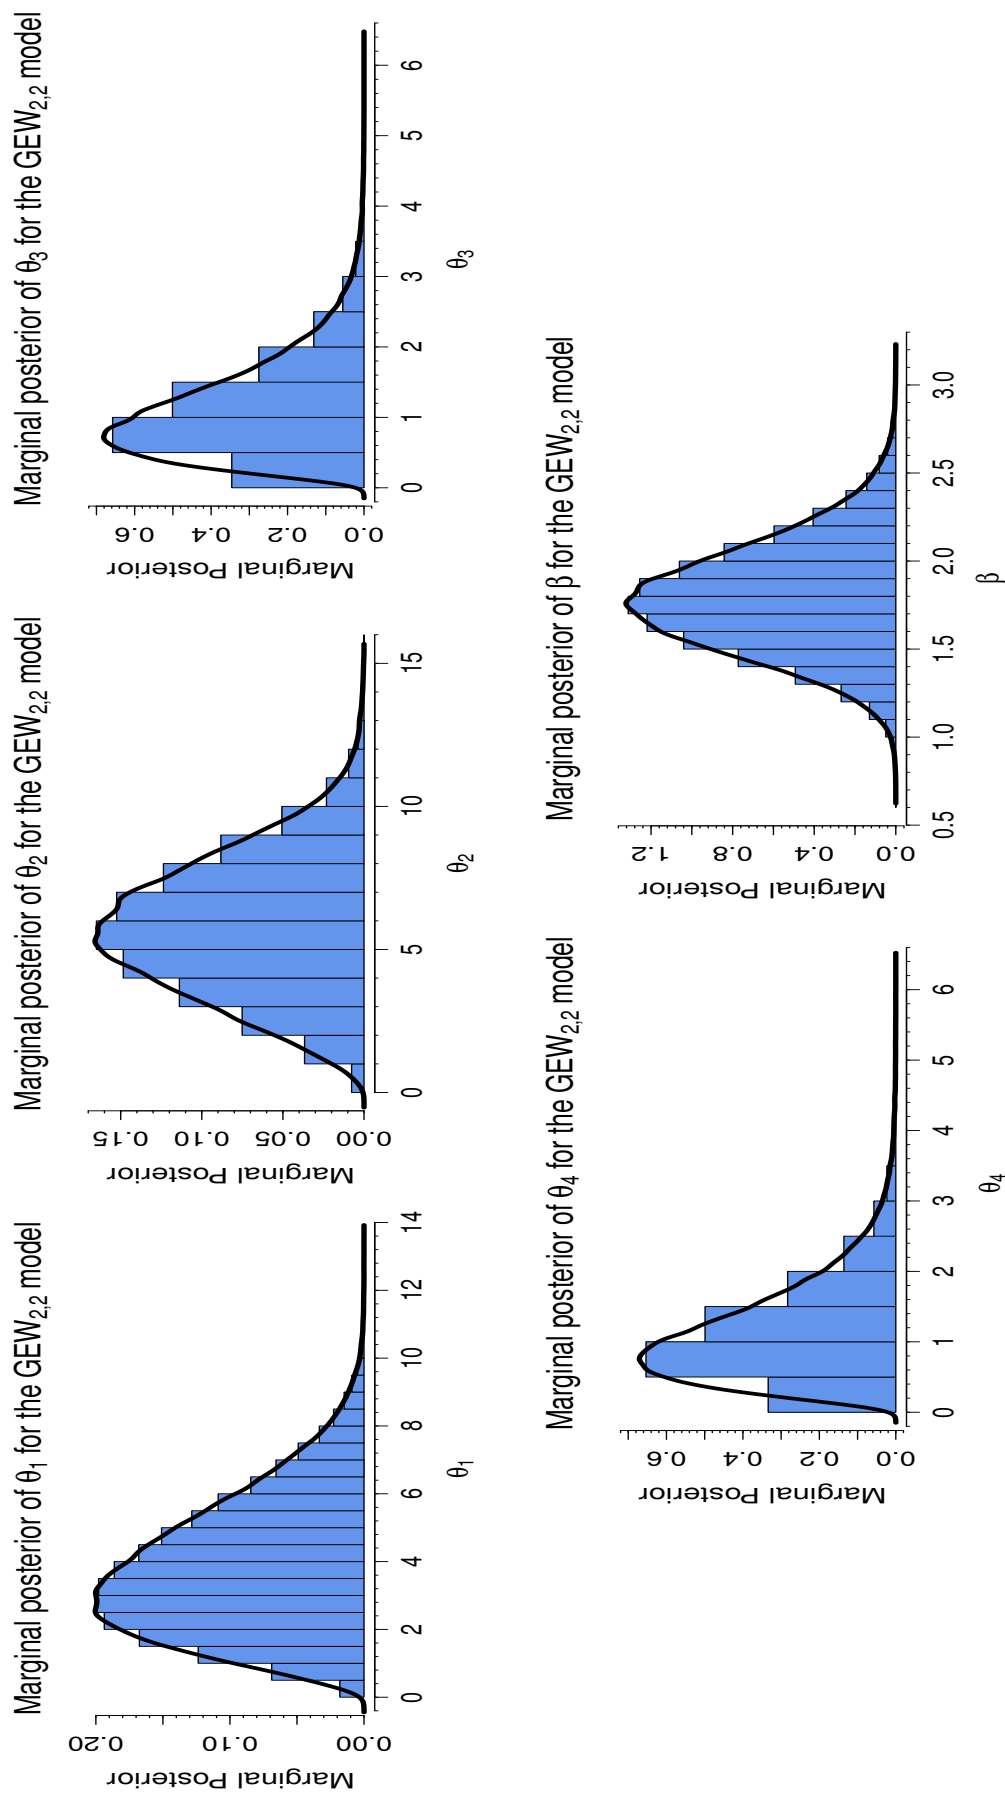 Marginal posterior of θ1 for the GEW2,2 model
Marginal Posterior
0.00 0.10 0.20
0 2 4 6 8 10 12 14
θ1
Marginal posterior of θ2 for the GEW2,2 model
Marginal Posterior
0.00 0.05 0.10 0.15
0 5 10 15
θ2
Marginal posterior of θ3 for the GEW2,2 model
Marginal Posterior
0.0 0.2 0.4 0.6
0 1 2 3 4 5 6
θ3
Marginal posterior of θ4 for the GEW2,2 model
Marginal Posterior
0.0 0.2 0.4 0.6
0 1 2 3 4 5 6
θ4
Marginal posterior of β for the GEW2,2 model
Marginal Posterior
0.0 0.4 0.8 1.2
0.5 1.0 1.5 2.0 2.5 3.0
β